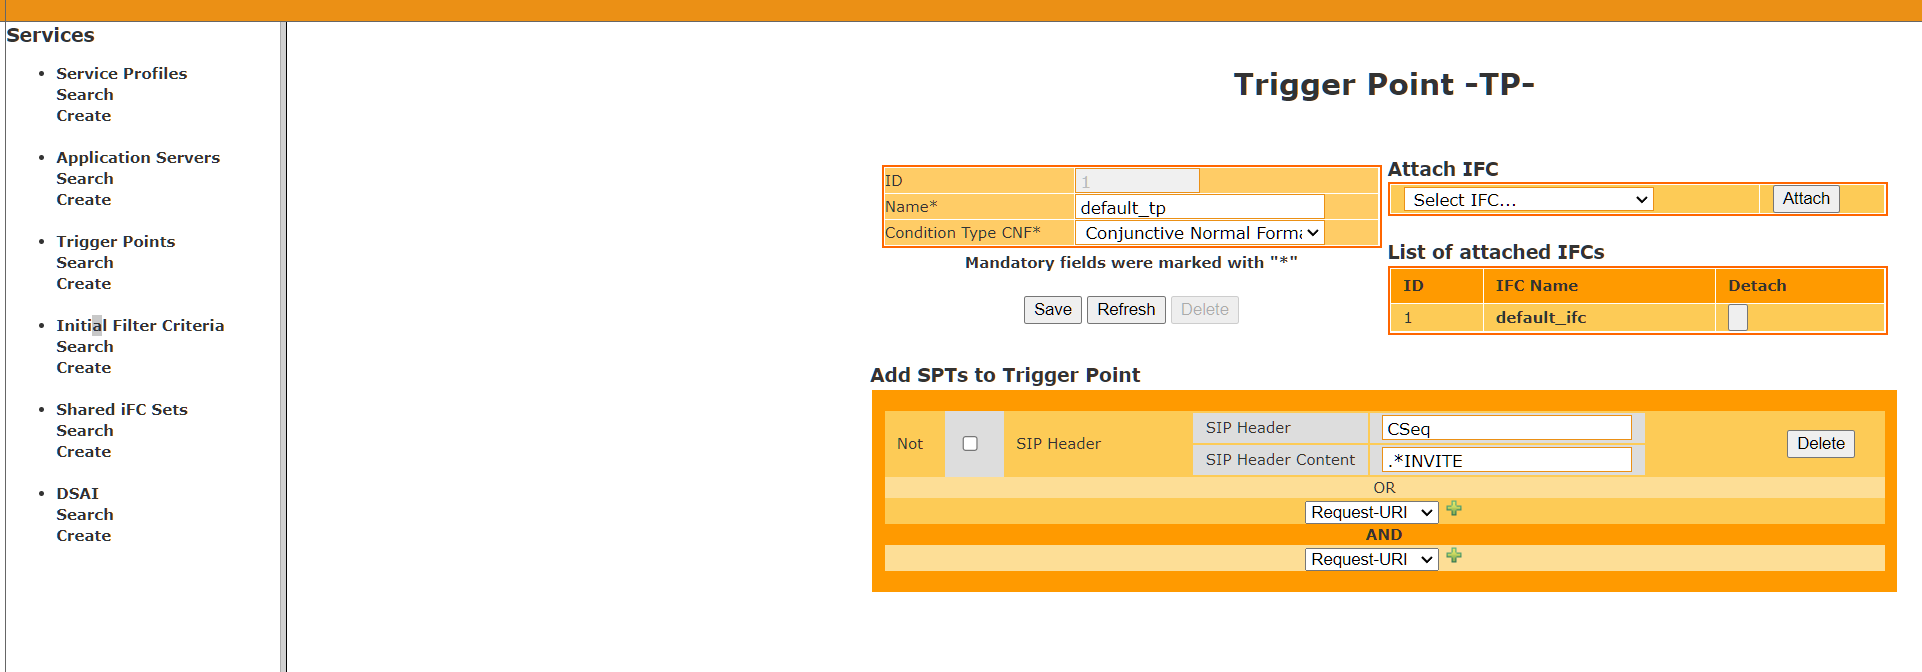 Services
Service Profiles
Search
Create
Application Servers
Search
Create
Trigger Points
Search
Create
Initial Filter Criteria
Search
Create
Shared iFC Sets
Search
Create
DSAI
Search
Create
Trigger Point -TP-
ID 1
Name* default_tp
Condition Type CNF* Conjunctive Normal Forma
Mandatory fields were marked with "*"
Save Refresh Delete
Attach IFC
Select IFC... Attach
List of attached IFCs
ID IFC Name Detach
1 default_ifc
Add SPTs to Trigger Point
Not SIP Header
SIP Header CSeq
SIP Header Content .*INVITE
Delete
OR
Request-URI
AND
Request-URI